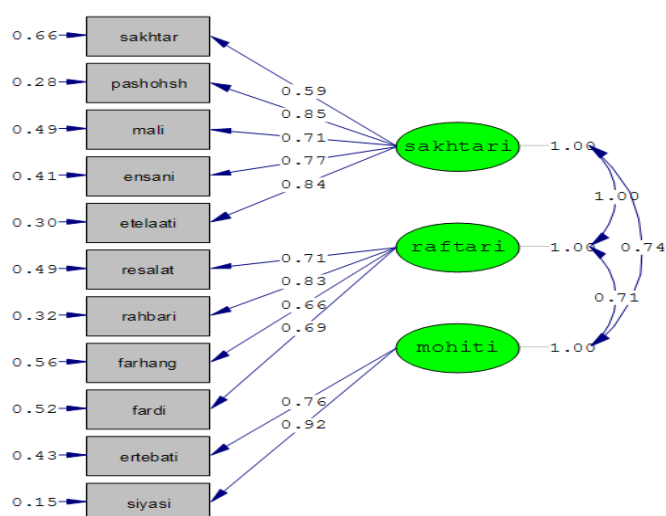 0.66 sakhtar
0.28 pashohsh
0.49 mali
0.41 ensani
0.30 etelaati
0.49 resalat
0.32 rahbari
0.56 farhang
0.52 fardi
0.43 ertebati
0.15 siyasi
0.59
0.85
0.71
0.77
0.84
0.71
0.83
0.66
0.69
0.76
0.92
sakhtari 1.00
raftari 1.00
mohiti 1.00
1.00
0.74
0.71